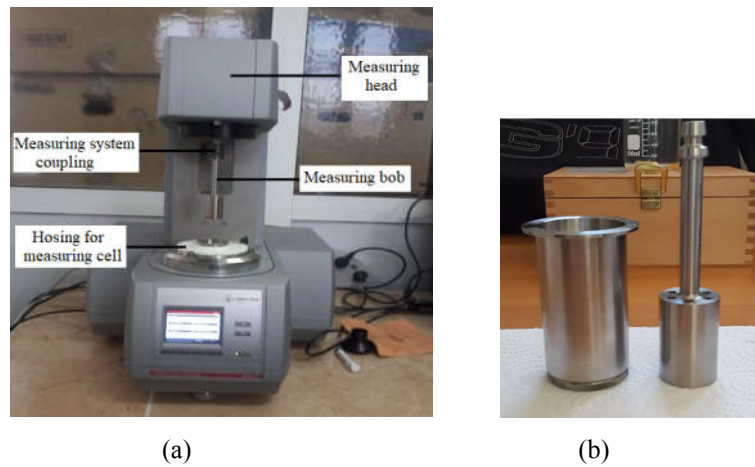 Measuring
head
Measuring system
coupling
Measuring bob
Hosing for
measuring cell
(a)
(b)